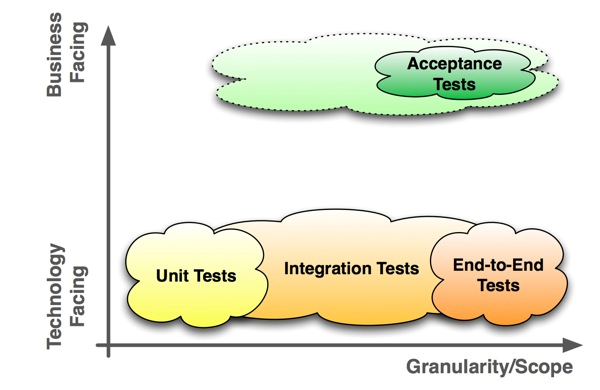 Business
Facing
Acceptance
Tests
Technology
Facing
Unit Tests
Integration Tests
End-to-End
Tests
Granularity/Scope